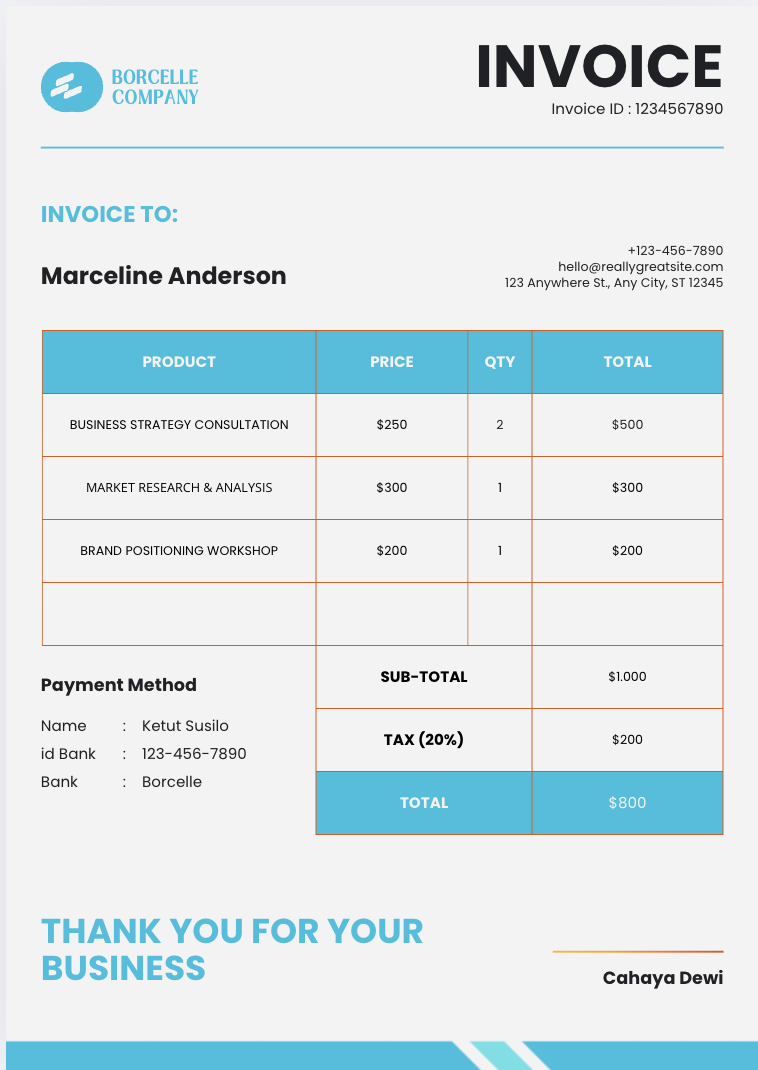 BORCELLE
COMPANY
INVOICE
Invoice ID : 1234567890
INVOICE TO:
Marceline Anderson
+123-456-7890
hello@reallygreatsite.com
123 Anywhere St., Any City, ST 12345
PRODUCT PRICE QTY TOTAL
BUSINESS STRATEGY CONSULTATION $250 2 $500
MARKET RESEARCH & ANALYSIS $300 1 $300
BRAND POSITIONING WORKSHOP $200 1 $200
SUB-TOTAL $1.000
TAX (20%) $200
TOTAL $800
Payment Method
Name : Ketut Susilo
id Bank : 123-456-7890
Bank : Borcelle
THANK YOU FOR YOUR
BUSINESS
Cahaya Dewi